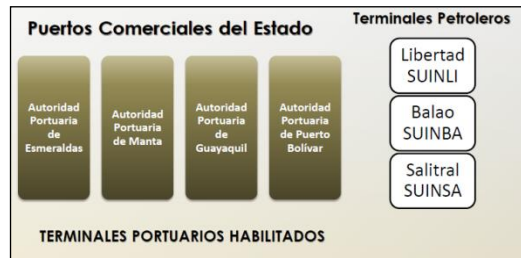 Puertos Comerciales del Estado
Autoridad
Portuaria
de
Esmeraldas
Autoridad
Portuaria
de Manta
Autoridad
Portuaria
de
Guayaquil
Autoridad
Portuaria
de Puerto
Bolívar
TERMINALES PORTUARIOS HABILITADOS
Terminales Petroleros
Libertad
SUINLI
Balao
SUINBA
Salitral
SUINSA